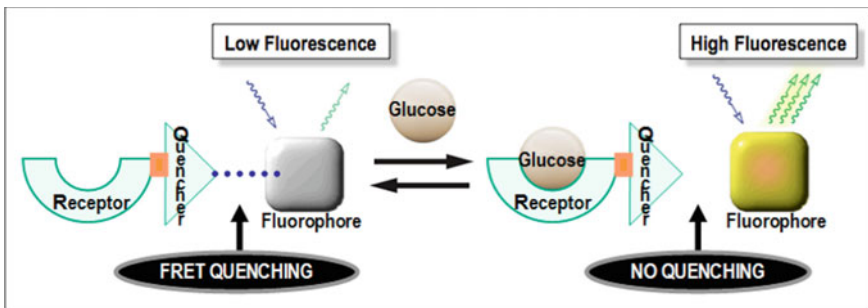 Low Fluorescence
High Fluorescence
Glucose
Quencher
Quencher
Glucose
Receptor
Fluorophore
Receptor
Fluorophore
FRET QUENCHING
NO QUENCHING